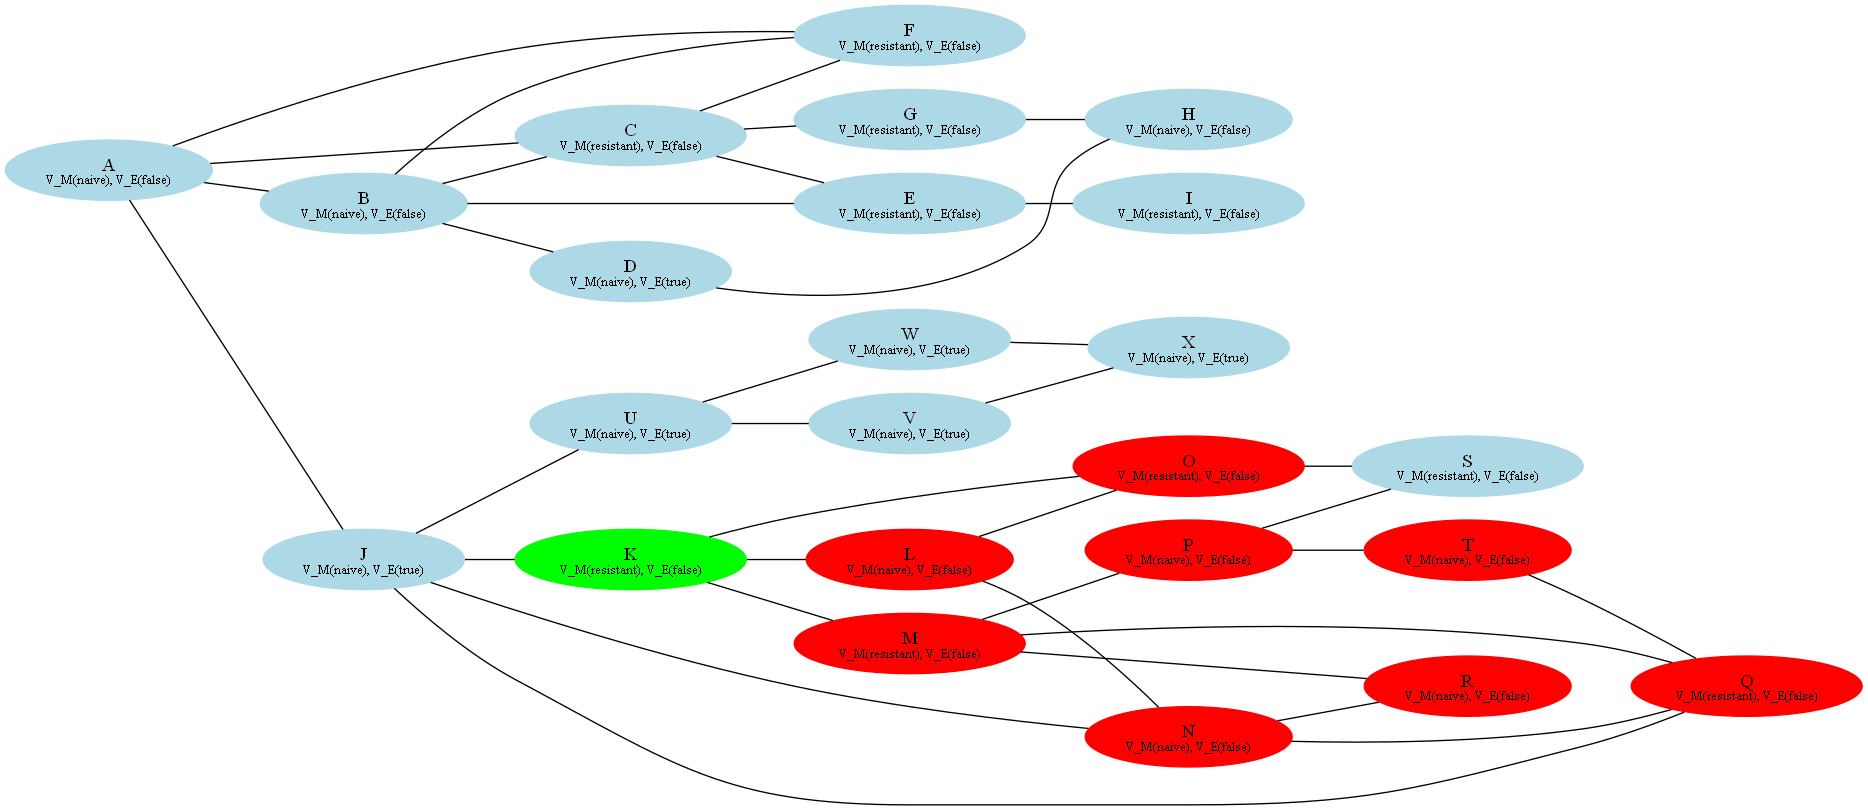 F
V_M(resistant), V_E(false)
C
V_M(resistant), V_E(false)
G
V_M(resistant), V_E(false)
H
V_M(naive), V_E(false)
A
V_M(naive), V_E(false)
B
V_M(naive), V_E(false)
E
V_M(resistant), V_E(false)
I
V_M(resistant), V_E(false)
D
V_M(naive), V_E(true)
W
V_M(naive), V_E(true)
X
V_M(naive), V_E(true)
U
V_M(naive), V_E(true)
V
V_M(naive), V_E(true)
O
V_M(resistant), V_E(false)
S
V_M(resistant), V_E(false)
J
V_M(naive), V_E(true)
K
V_M(resistant), V_E(false)
L
V_M(naive), V_E(false)
P
V_M(naive), V_E(false)
T
V_M(naive), V_E(false)
M
V_M(resistant), V_E(false)
R
V_M(naive), V_E(false)
Q
V_M(resistant), V_E(false)
N
V_M(naive), V_E(false)